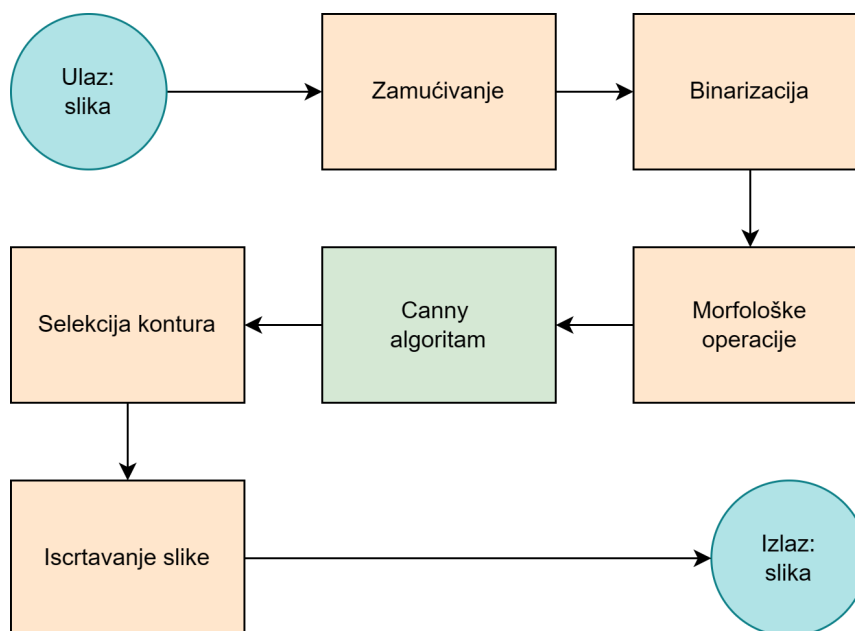 Ulaz:
slika
Zamućivanje
Binarizacija
Morfološke
operacije
Canny
algoritam
Selekcija kontura
Iscrtavanje slike
Izlaz:
slika